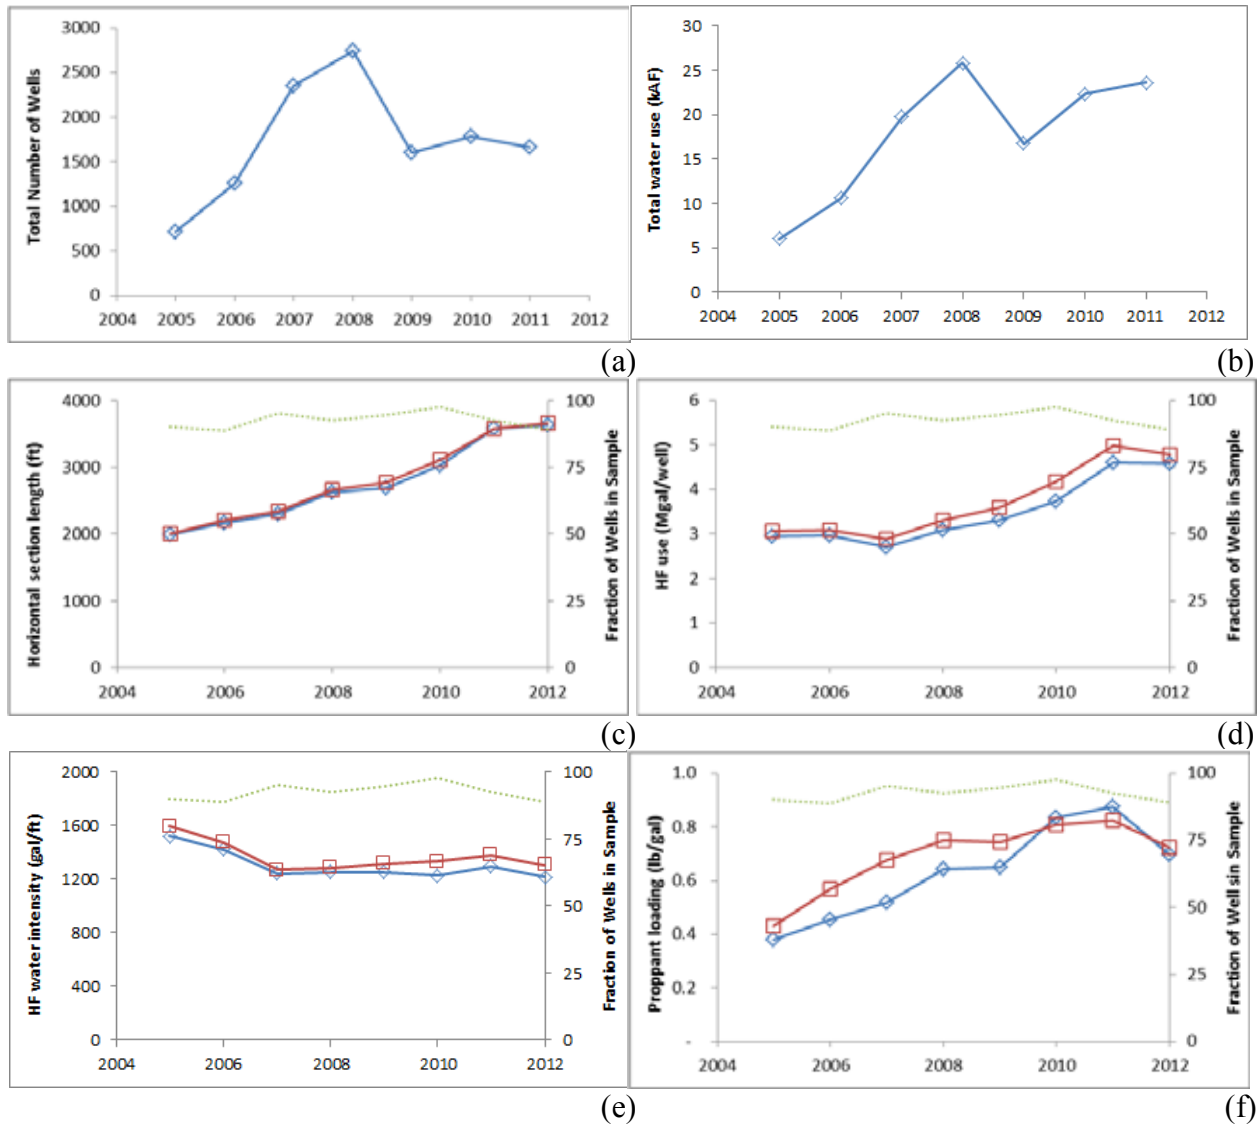 3000
2500
2000
1500
1000
500
0
Total Number of Wells
2004 2005 2006 2007 2008 2009 2010 2011 2012
(a)
30
25
20
15
10
5
0
Total water use (kAF)
2004 2005 2006 2007 2008 2009 2010 2011 2012
(b)
4000
3000
2000
1000
0
Horizontal section length (ft)
100
75
50
25
0
Fraction of Wells in Sample
2004 2006 2008 2010 2012
(c)
6
5
4
3
2
1
0
HF use (Mgal/well)
100
75
50
25
0
Fraction of Wells in Sample
2004 2006 2008 2010 2012
(d)
2000
1600
1200
800
400
0
HF water intensity (gal/ft)
100
75
50
25
0
Fraction of Wells in Sample
2004 2006 2008 2010 2012
(e)
1.0
0.8
0.6
0.4
0.2
-
Proppant loading (lb/gal)
100
75
50
25
0
Fraction of Well sin Sample
2004 2006 2008 2010 2012
(f)